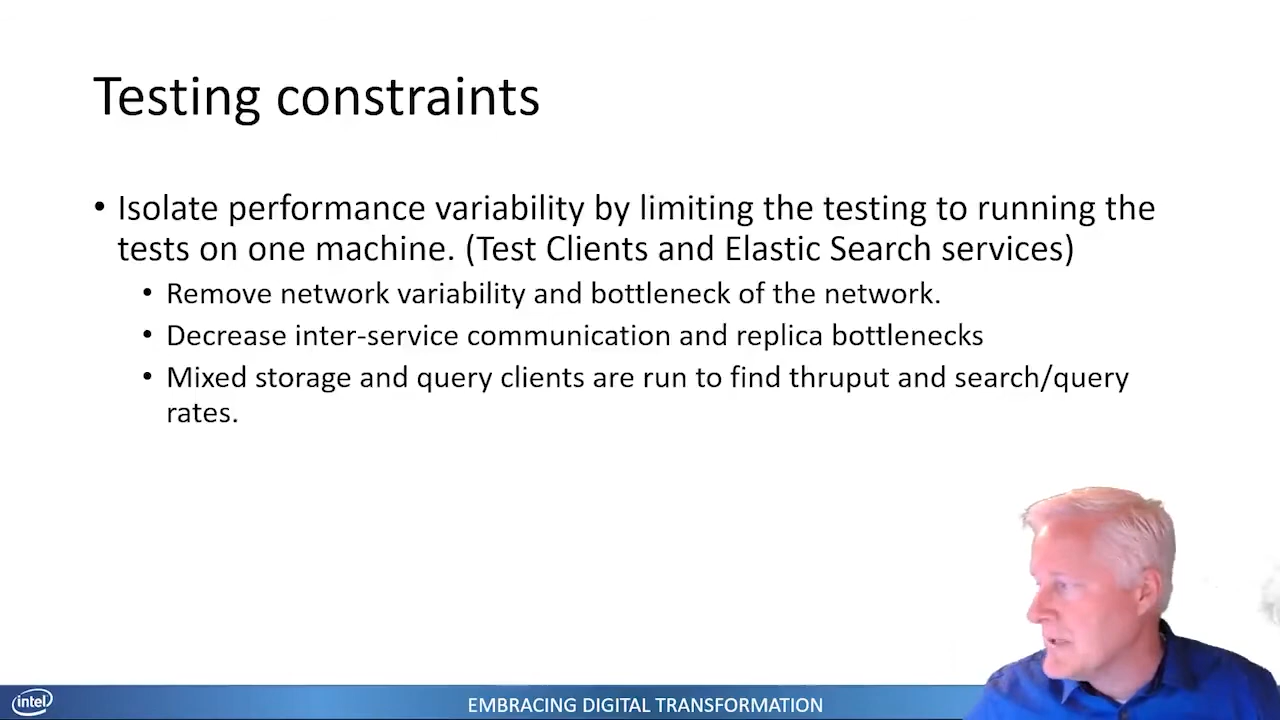 Testing constraints
• Isolate performance variability by limiting the testing to running the
tests on one machine. (Test Clients and Elastic Search services)
• Remove network variability and bottleneck of the network.
• Decrease inter-service communication and replica bottlenecks
• Mixed storage and query clients are run to find thruput and search/query
rates.
intel
EMBRACING DIGITAL TRANSFORMATION